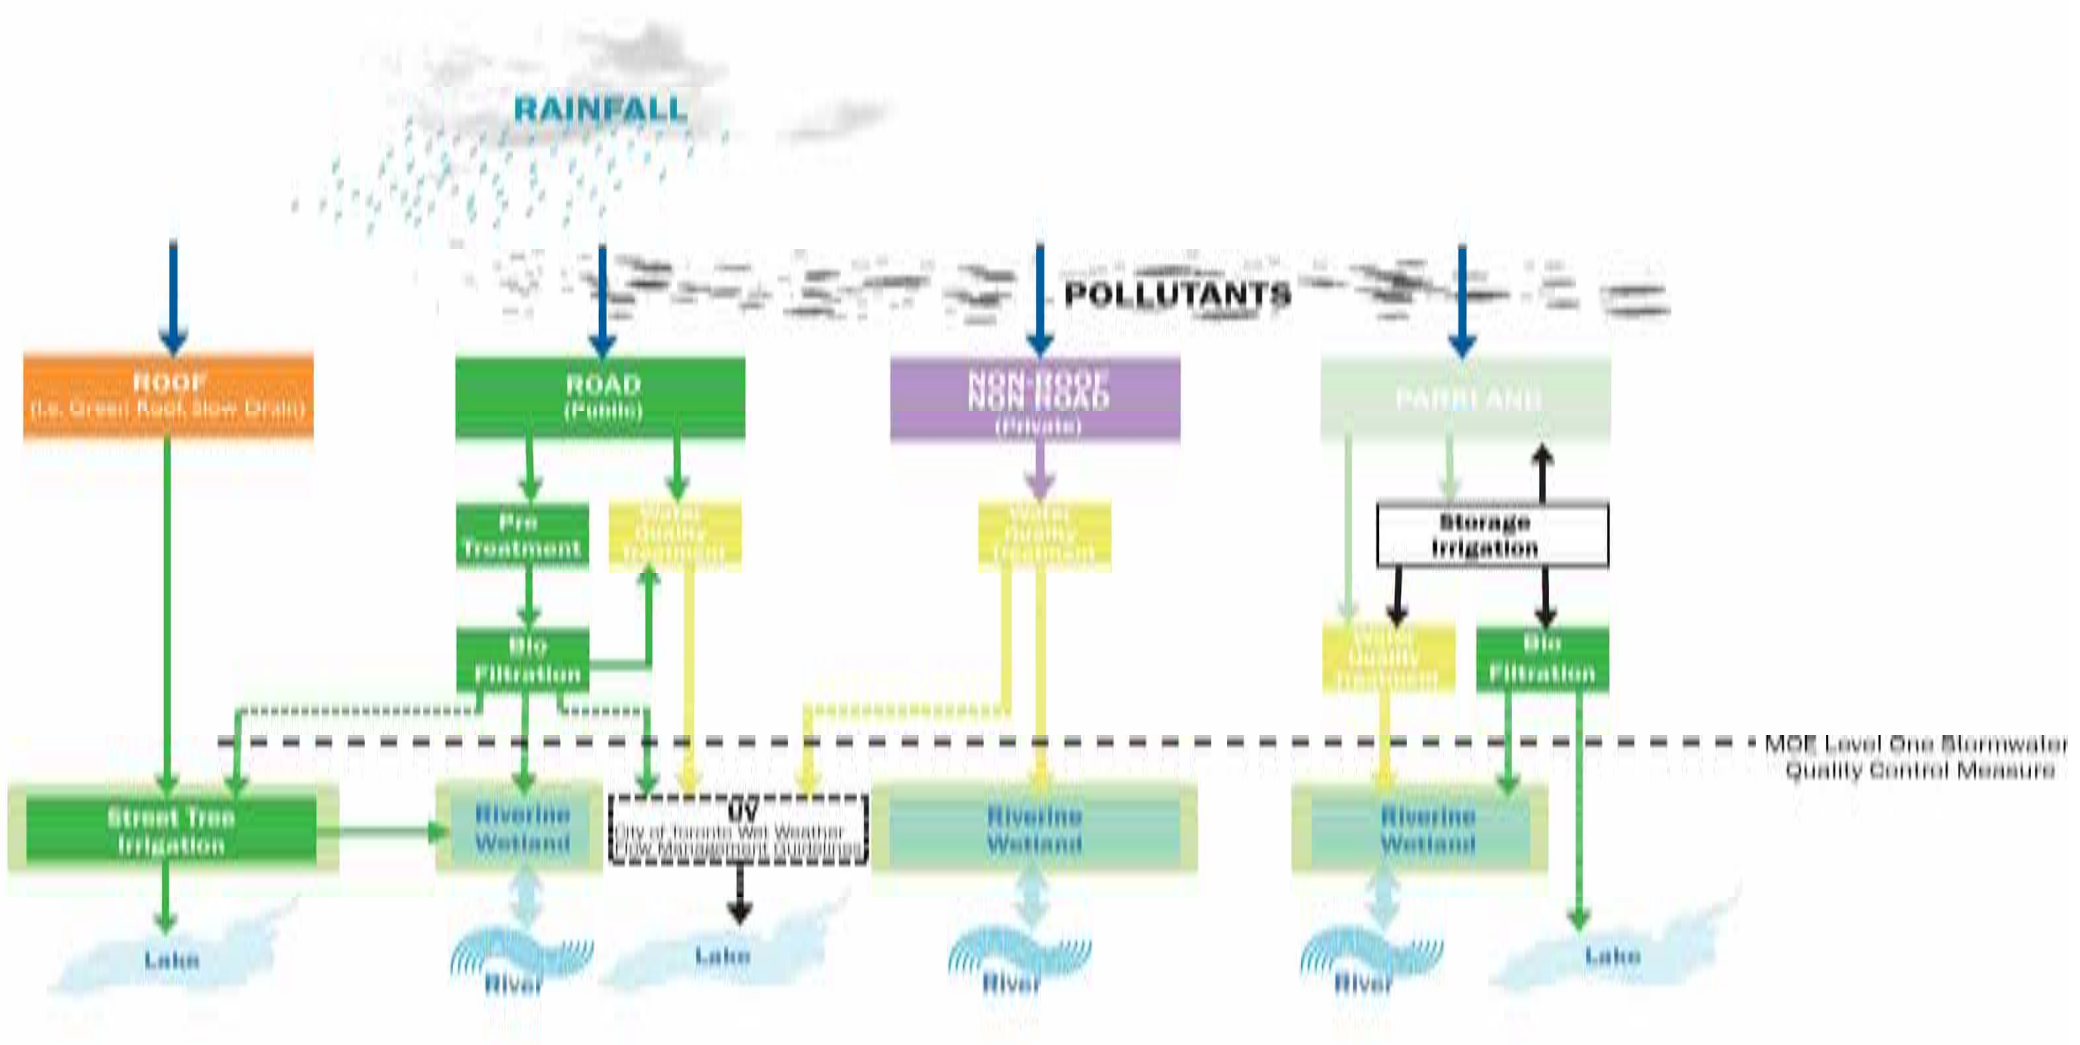 RAINFALL
POLLUTANTS
ROOF
(i.e. Green Roof, Slow Drain)
ROAD
(Public)
NON-ROOF
NON ROAD
(Private)
PARKLAND
Pre
Treatment
Water
Quality
Treatment
Water
Quality
Treatment
Storage
Irrigation
Bio
Filtration
Water
Quality
Treatment
Bio
Filtration
MOE Level One Stormwater
Quality Control Measure
Street Tree
Irrigation
Riverine
Wetland
UV
City of Toronto Wet Weather
Flow Management Guidelines
Riverine
Wetland
Riverine
Wetland
Lake
River
Lake
River
River
Lake